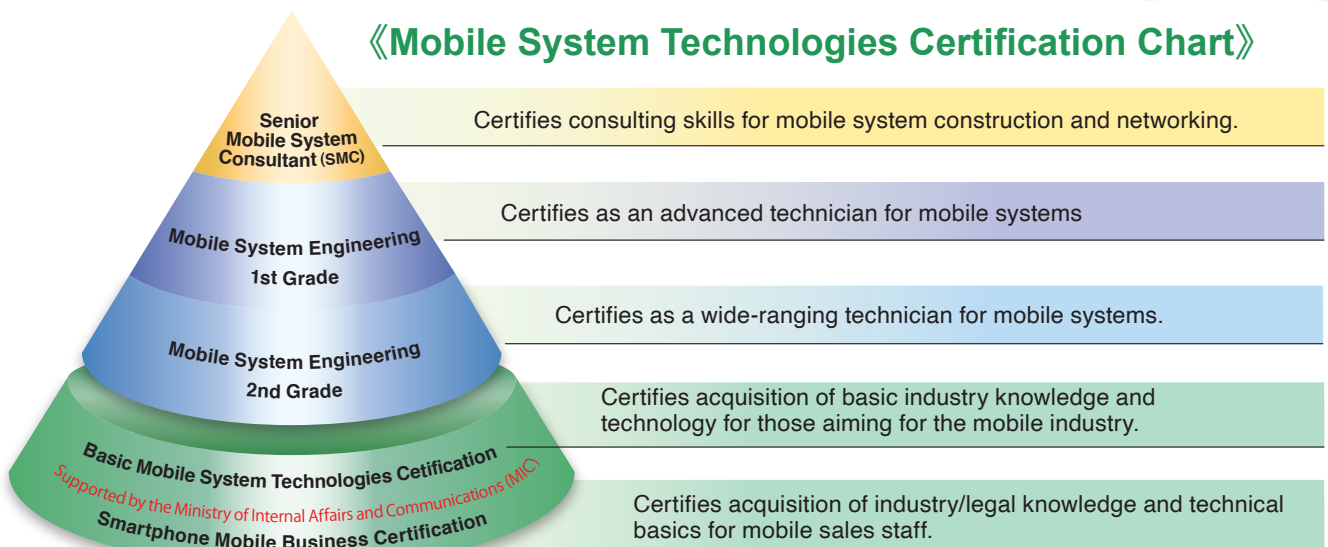 《Mobile System Technologies Certification Chart》
Senior
Mobile System
Consultant (SMC)
Certifies consulting skills for mobile system construction and networking.
Mobile System Engineering
1st Grade
Certifies as an advanced technician for mobile systems
Mobile System Engineering
2nd Grade
Certifies as a wide-ranging technician for mobile systems.
Basic Mobile System Technologies Cetification
Certifies acquisition of basic industry knowledge and
technology for those aiming for the mobile industry.
Supported by the Ministry of Internal Affairs and Communications (MIC)
Smartphone Mobile Business Certification
Certifies acquisition of industry/legal knowledge and technical
basics for mobile sales staff.